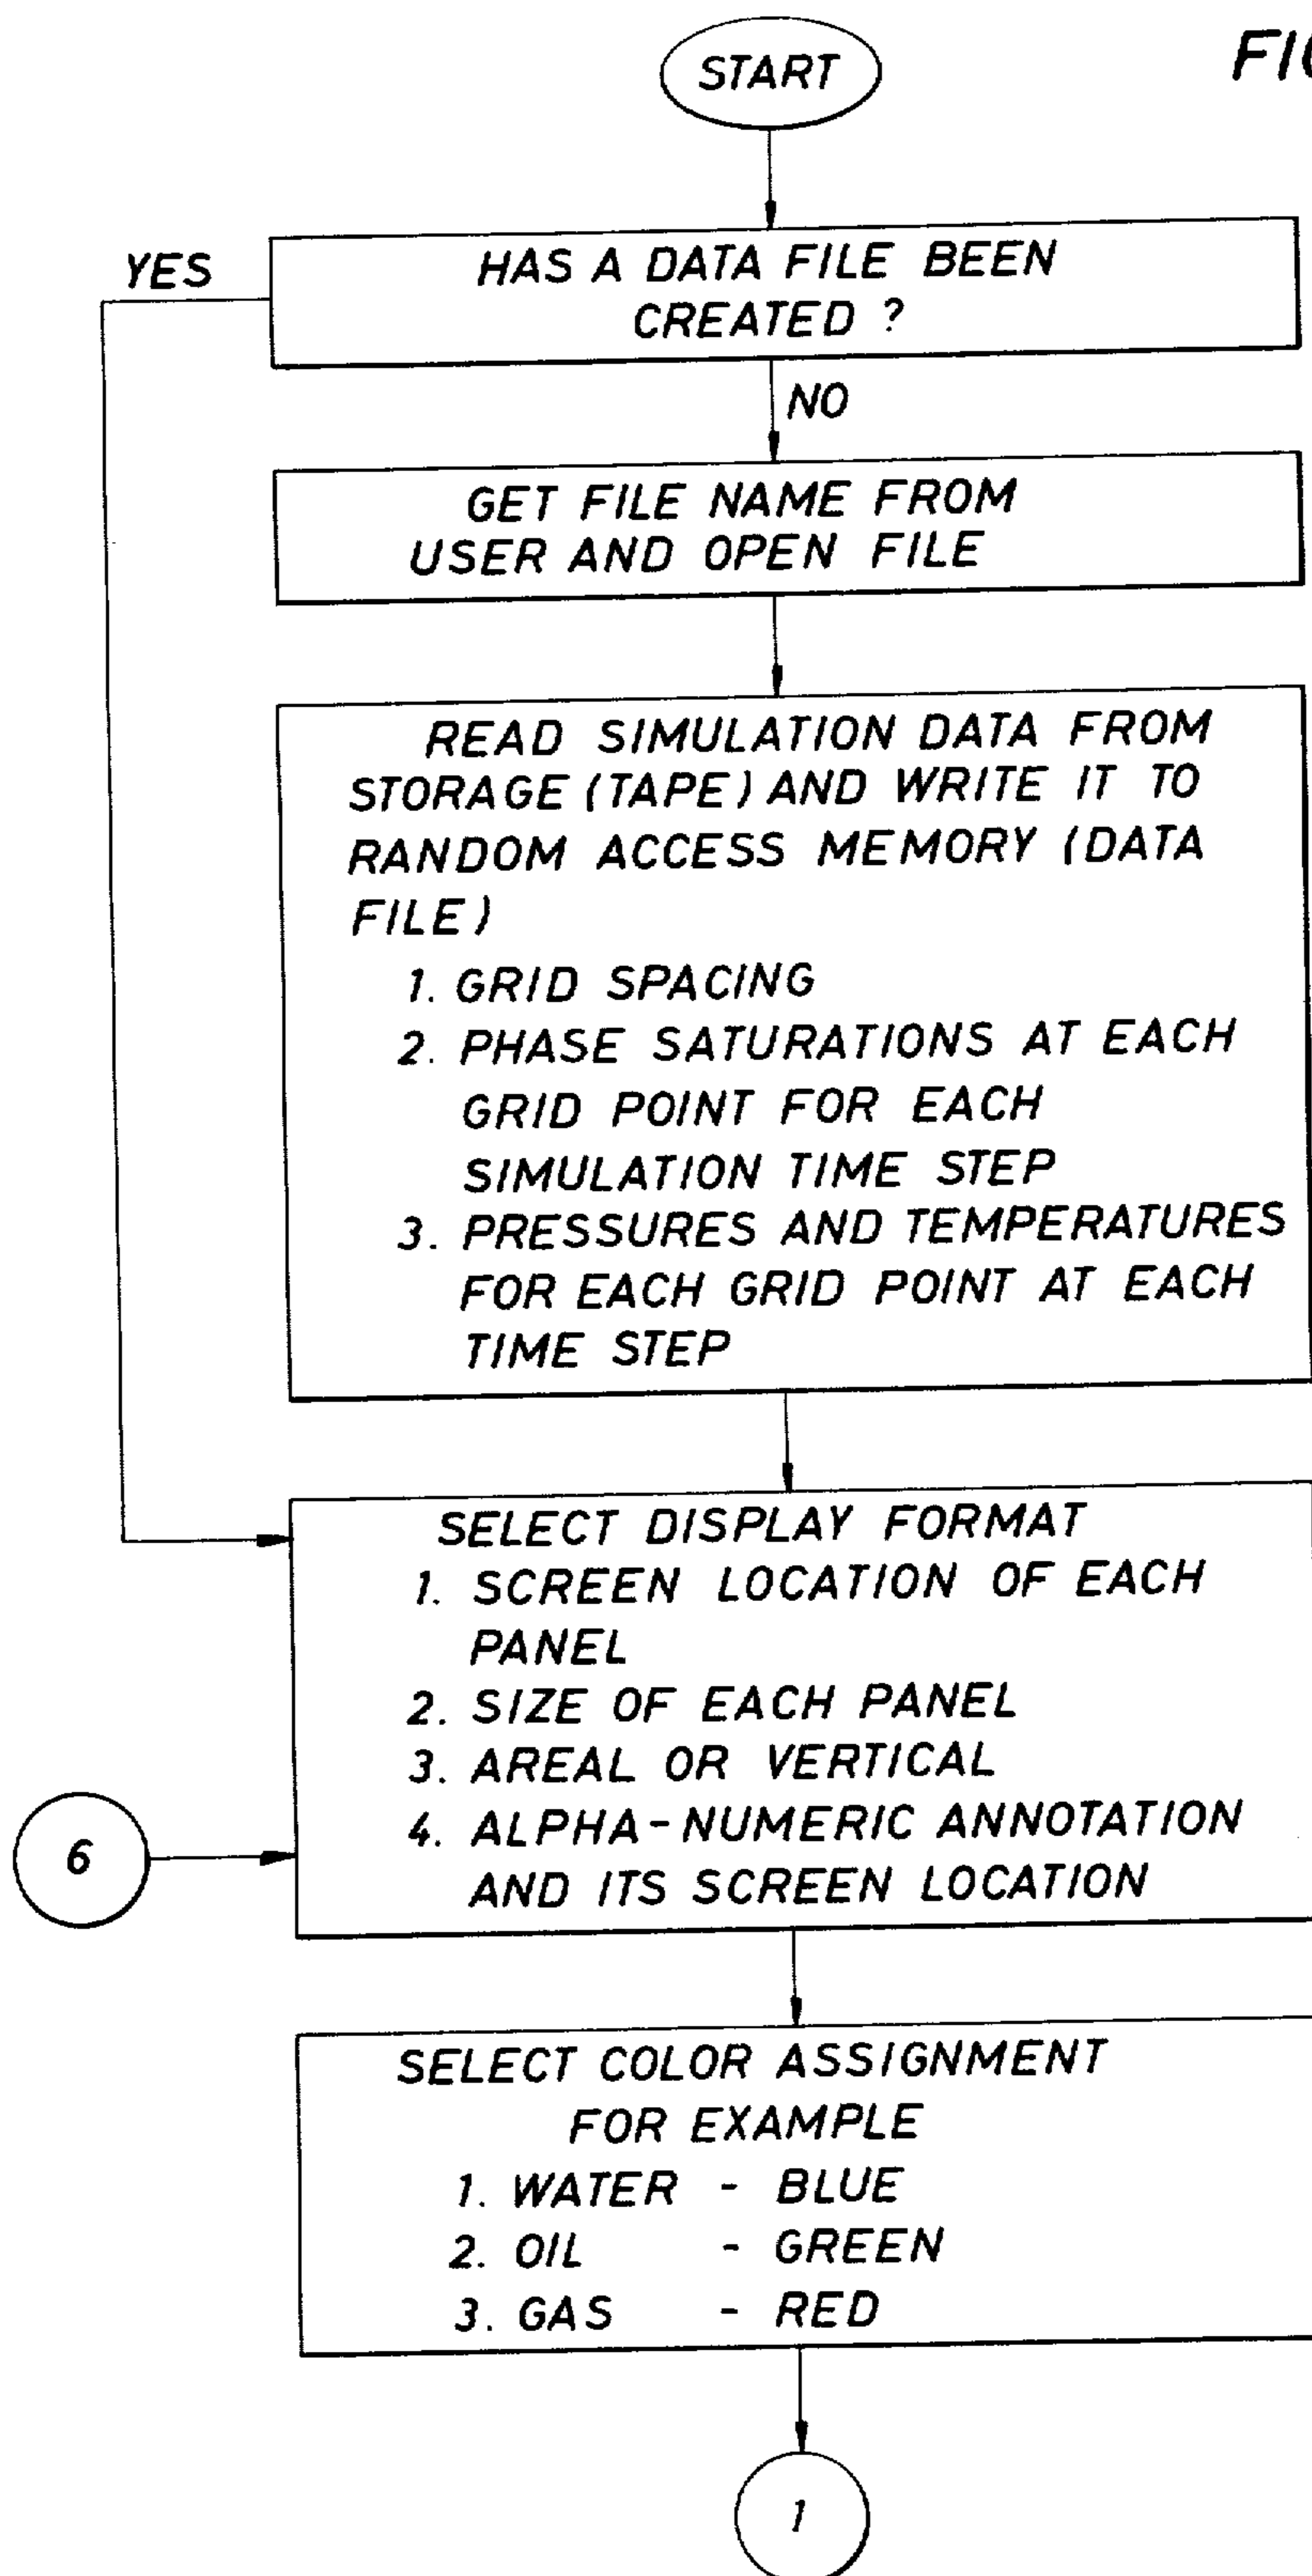 START
FIG
YES
HAS A DATA FILE BEEN
CREATED ?
NO
GET FILE NAME FROM
USER AND OPEN FILE
READ SIMULATION DATA FROM
STORAGE (TAPE) AND WRITE IT TO
RANDOM ACCESS MEMORY (DATA
FILE)
1. GRID SPACING
2. PHASE SATURATIONS AT EACH
GRID POINT FOR EACH
SIMULATION TIME STEP
3. PRESSURES AND TEMPERATURES
FOR EACH GRID POINT AT EACH
TIME STEP
SELECT DISPLAY FORMAT
1. SCREEN LOCATION OF EACH
PANEL
2. SIZE OF EACH PANEL
3. AREAL OR VERTICAL
4. ALPHA-NUMERIC ANNOTATION
AND ITS SCREEN LOCATION
6
SELECT COLOR ASSIGNMENT
FOR EXAMPLE
1. WATER - BLUE
2. OIL - GREEN
3. GAS - RED
1